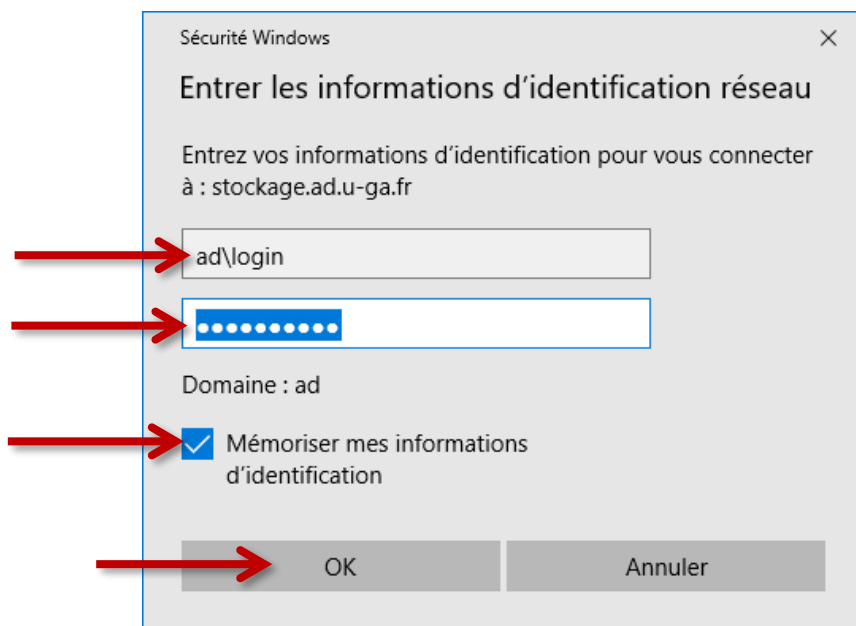 Sécurité Windows
Entrer les informations d’identification réseau
Entrez vos informations d’identification pour vous connecter
à : stockage.ad.u-ga.fr
ad\login
●●●●●●●●●●
Domaine : ad
Mémoriser mes informations
d’identification
OK Annuler